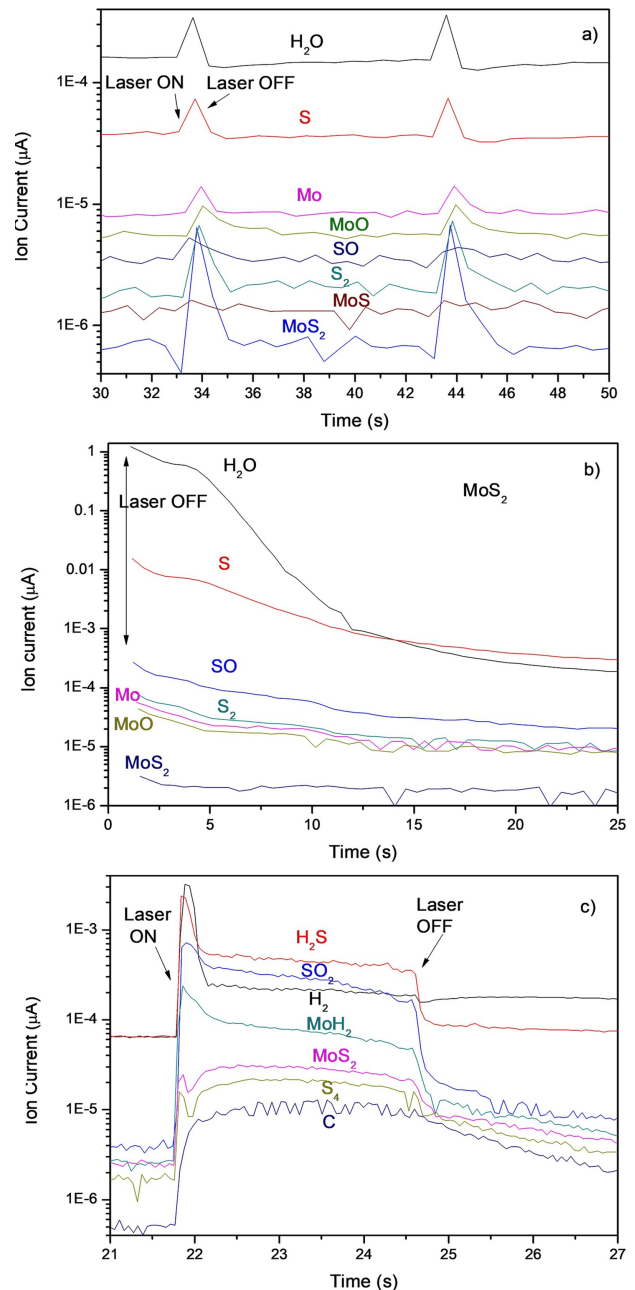 a)
H₂O
1E-4
Laser ON
Laser OFF
S
Ion Current (µA)
1E-5
Mo
MoO
SO
S₂
MoS
1E-6
MoS₂
30 32 34 36 38 40 42 44 46 48 50
Time (s)
1
H₂O
b)
MoS₂
Laser OFF
0.1
S
0.01
Ion current (µA)
1E-3
SO
1E-4
Mo
S₂
MoO
1E-5
MoS₂
1E-6
0 5 10 15 20 25
Time (s)
c)
Laser
ON
Laser
OFF
1E-3
H₂S
SO₂
H₂
Ion Current (µA)
1E-4
MoH₂
MoS₂
1E-5
S₄
C
1E-6
21 22 23 24 25 26 27
Time (s)